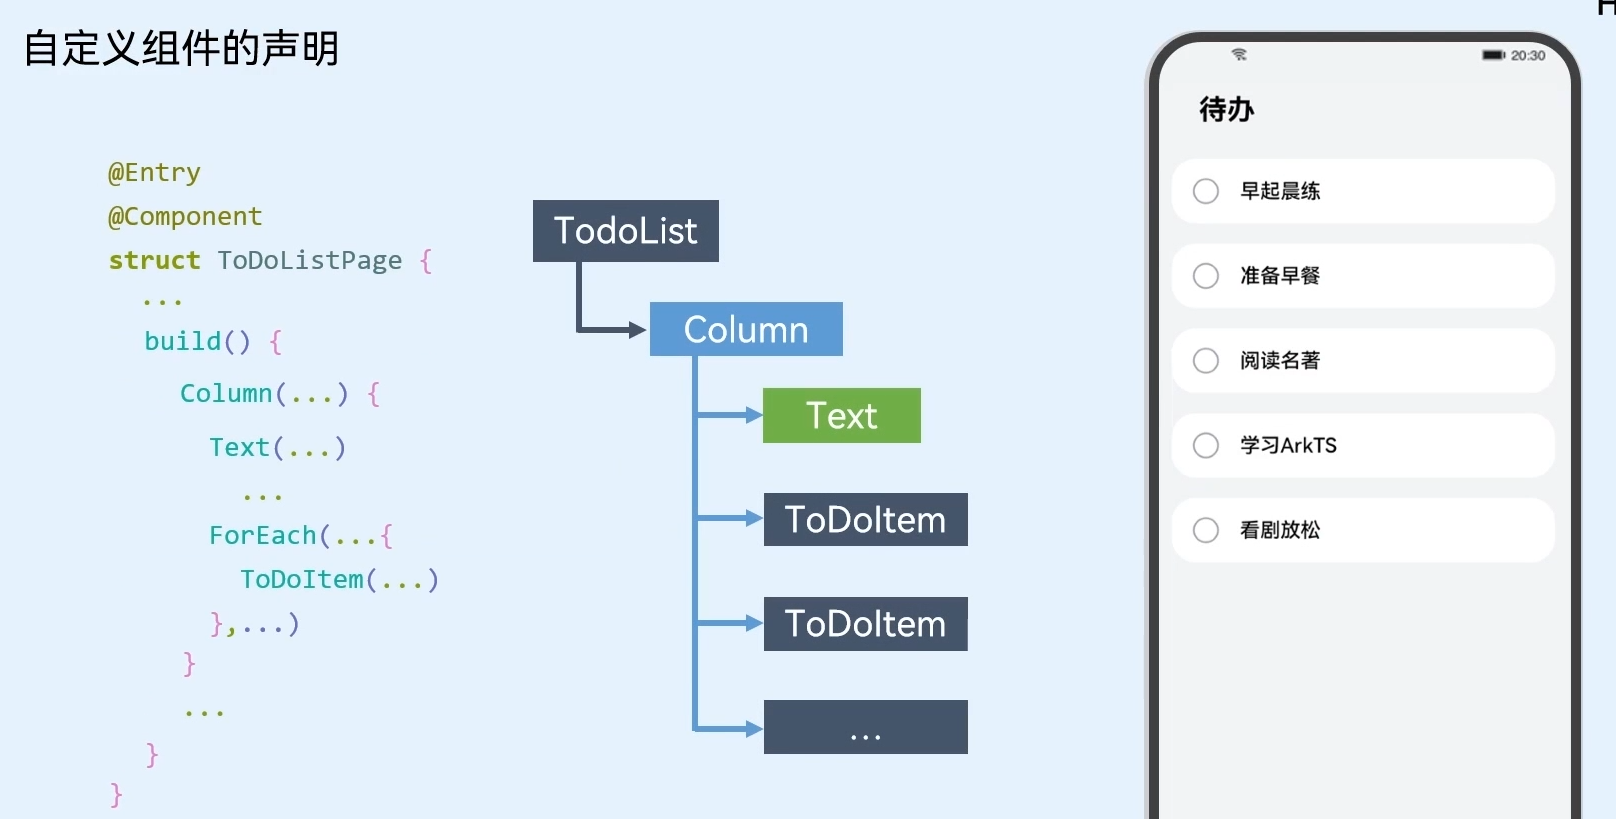 自定义组件的声明
@Entry
@Component
struct ToDoListPage {
...
build() {
Column(...) {
Text(...)
...
ForEach(...{
ToDoItem(...)
},...)
}
...
}
}
TodoList
Column
Text
ToDoItem
ToDoItem
...
20:30
待办
早起晨练
准备早餐
阅读名著
学习ArkTS
看剧放松